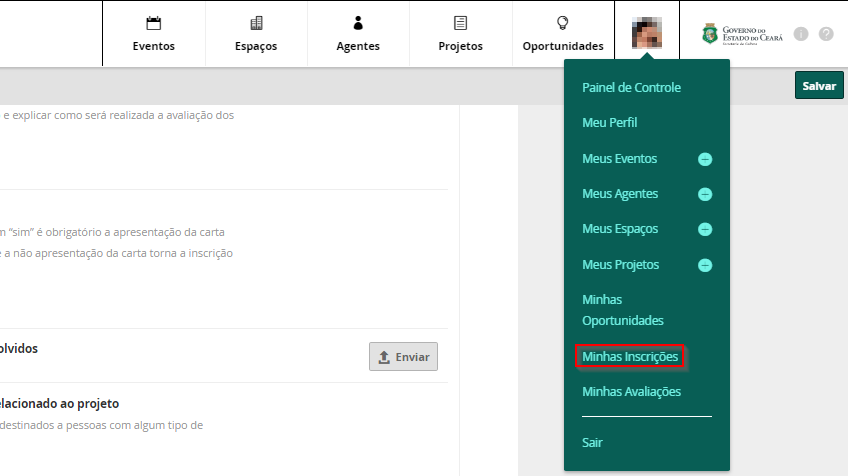 Eventos
Espaços
Agentes
Projetos
Oportunidades
GOVERNO DO
ESTADO DO CEARÁ
Secretaria da Cultura
Salvar
e explicar como será realizada a avaliação dos
"sim" é obrigatório a apresentação da carta
a não apresentação da carta torna a inscrição
olvidos
Enviar
elacionado ao projeto
destinados a pessoas com algum tipo de
Painel de Controle
Meu Perfil
Meus Eventos
Meus Agentes
Meus Espaços
Meus Projetos
Minhas
Oportunidades
Minhas Inscrições
Minhas Avaliações
Sair